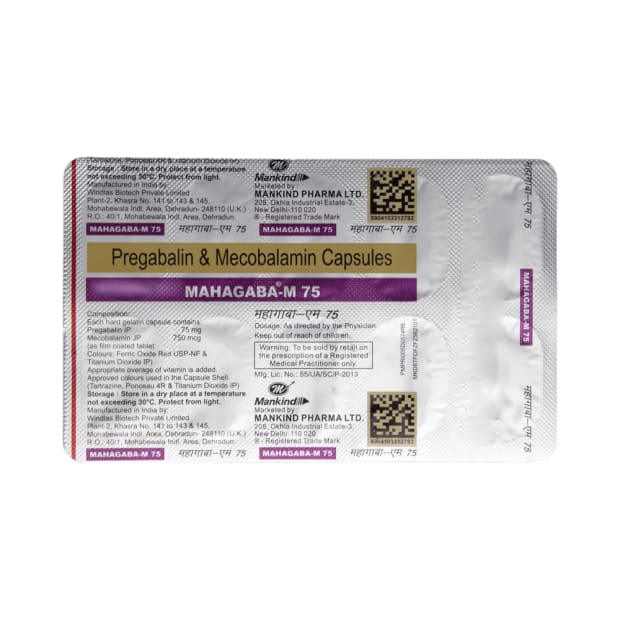 (Tartrazine, Ponceau 4R & Titanium Dioxide IP)
Storage : Store in a dry place at a temperature
not exceeding 30°C. Protect from light.
Manufactured in India by:
Windlas Biotech Private Limited
Plant-2, Khasra No. 141 to 143 & 145,
Mohabewala Indl. Area, Dehradun- 248110 (U.K.)
R.O.: 40/1, Mohabewala Indl. Area, Dehradun.
Mankind
Marketed by
MANKIND PHARMA LTD.
208, Okhla Industrial Estate-3,
New Delhi-110 020
® - Registered Trade Mark
8904103312782
MAHAGABA-M 75
महागाबा-एम 75
MAHAGABA-M 75
महागाबा-एम 75
महागाबा-एम 75
Pregabalin & Mecobalamin Capsules
MAHAGABA®-M 75
MAHAGABA-M 75
Composition:
Each hard gelatin capsule contains:
Pregabalin IP 75 mg
Mecobalamin JP 750 mcg
(as film coated tablet
Colours: Ferric Oxide Red USP-NF &
Titanium Dioxide IP)
Appropriate overage of vitamin is added.
Approved colours used in the Capsule Shell.
(Tartrazine, Ponceau 4R & Titanium Dioxide IP)
Storage : Store in a dry place at a temperature
not exceeding 30°C. Protect from light.
Manufactured in India by:
Windlas Biotech Private Limited
Plant-2, Khasra No. 141 to 143 & 145,
Mohabewala Indl. Area, Dehradun- 248110 (U.K.)
R.O.: 40/1, Mohabewala Indl. Area, Dehradun.
महागाबा-एम 75
Dosage: As directed by the Physician.
Keep out of reach of children.
Warning: To be sold by retail on
the prescription of a Registered
Medical Practitioner only.
Mfg. Lic. No.: 55/UA/SC/P-2013
Mankind
Marketed by
MANKIND PHARMA LTD.
208, Okhla Industrial Estate-3,
New Delhi-110 020
® - Registered Trade Mark
8904103312782
MAHAGABA-M 75
महागाबा-एम 75
MAHAGABA-M 75
महागाबा-एम 75
महागाबा-एम 75